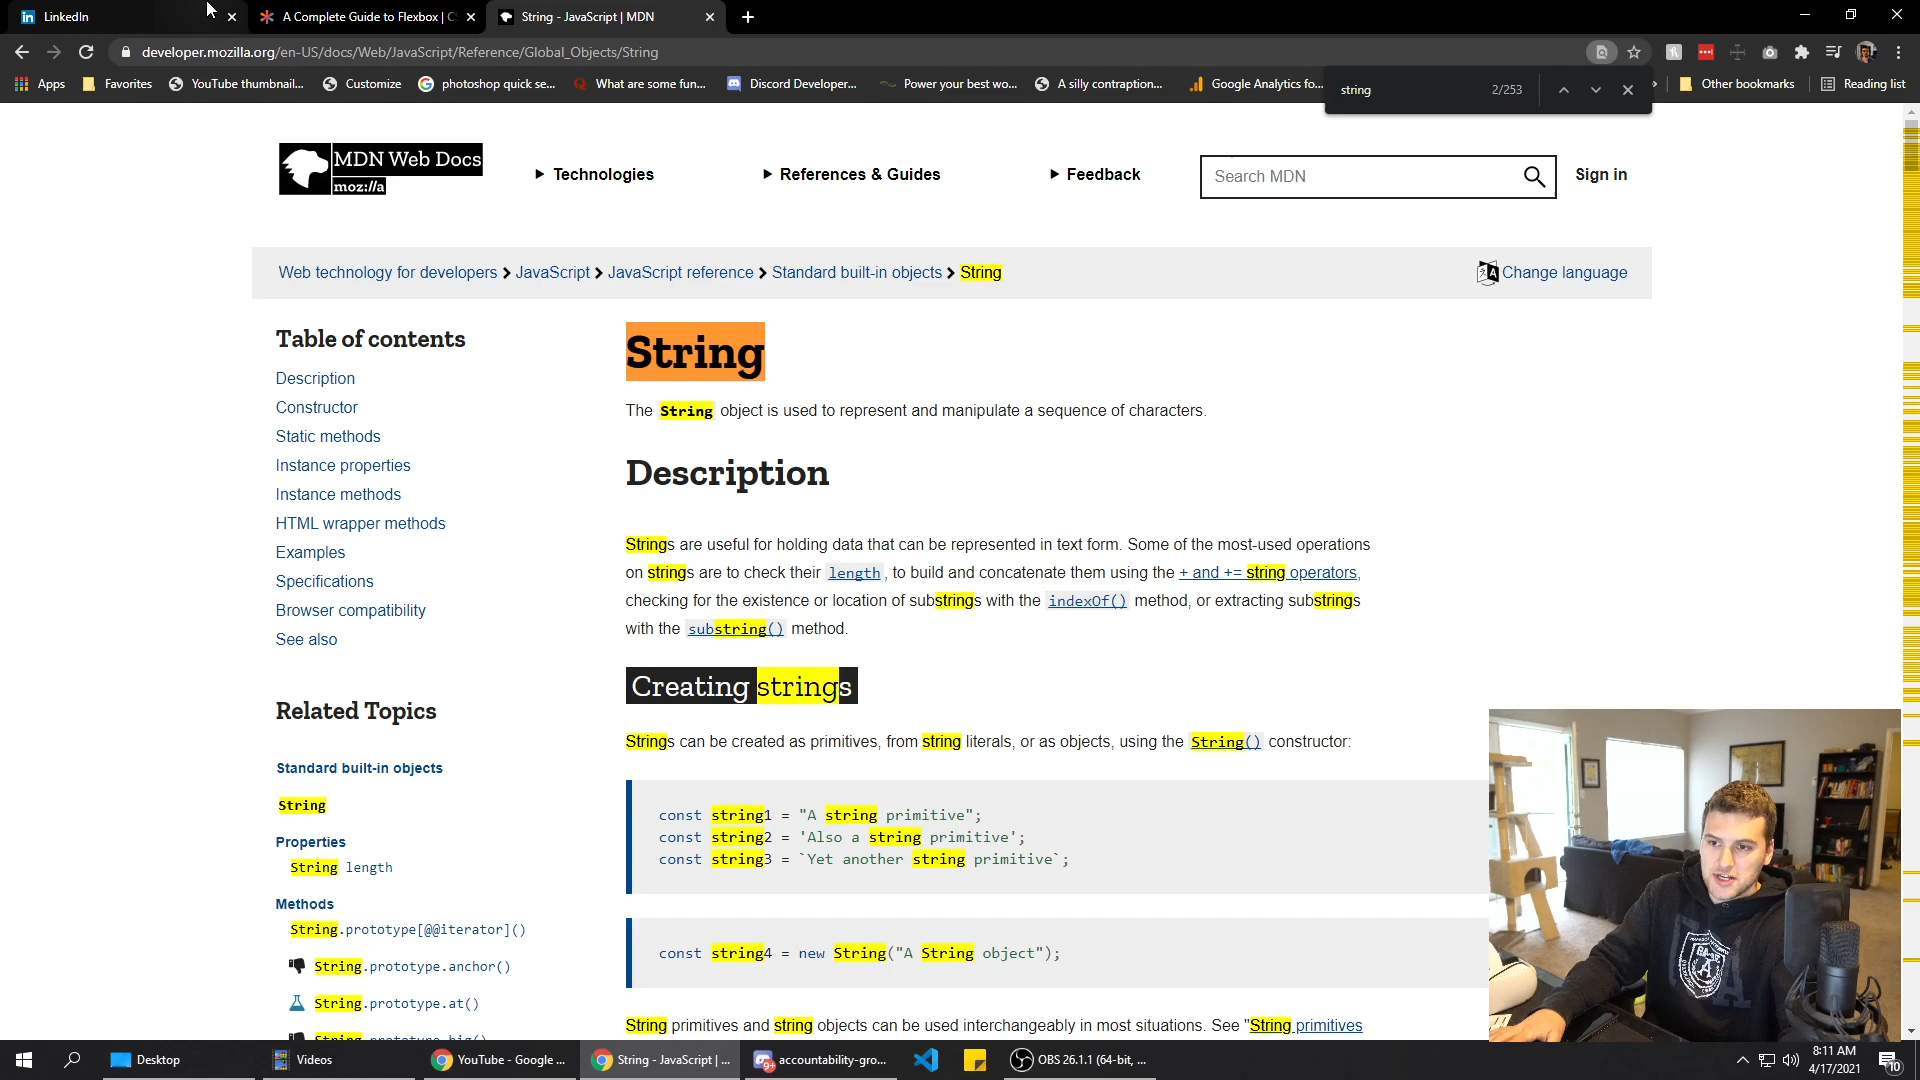 LinkedIn
A Complete Guide to Flexbox | CS
String - JavaScript | MDN
developer.mozilla.org/en-US/docs/Web/JavaScript/Reference/Global_Objects/String
Apps
Favorites
YouTube thumbnail...
Customize
photoshop quick se...
What are some fun...
Discord Developer...
Power your best wo...
A silly contraption...
Google Analytics fo...
Other bookmarks
Reading list
string
2/253
MDN Web Docs
moz://a
Technologies
References & Guides
Feedback
Search MDN
Sign in
Web technology for developers > JavaScript > JavaScript reference > Standard built-in objects > String
Change language
Table of contents
Description
Constructor
Static methods
Instance properties
Instance methods
HTML wrapper methods
Examples
Specifications
Browser compatibility
See also
Related Topics
Standard built-in objects
String
Properties
String length
Methods
String.prototype[@@iterator]()
String.prototype.anchor()
String.prototype.at()
String.prototype.big()
String
The String object is used to represent and manipulate a sequence of characters.
Description
Strings are useful for holding data that can be represented in text form. Some of the most-used operations
on strings are to check their length, to build and concatenate them using the + and += string operators,
checking for the existence or location of substrings with the indexOf() method, or extracting substrings
with the substring() method.
Creating strings
Strings can be created as primitives, from string literals, or as objects, using the String() constructor:
const string1 = "A string primitive";
const string2 = 'Also a string primitive';
const string3 = `Yet another string primitive`;
const string4 = new String("A String object");
String primitives and string objects can be used interchangeably in most situations. See "String primitives
Desktop
Videos
YouTube - Google ...
String - JavaScript | ...
9+
accountability-gro...
OBS 26.1.1 (64-bit, ...
8:11 AM
4/17/2021
10